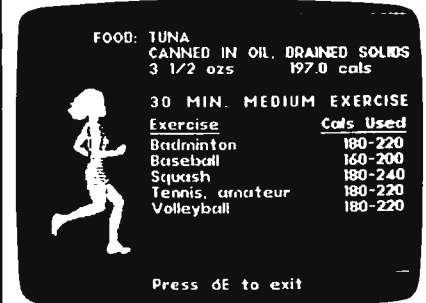 FOOD: TUNA
CANNED IN OIL, DRAINED SOLIDS
3 1/2 ozs 197.0 cals
30 MIN. MEDIUM EXERCISE
Exercise Cals Used
Badminton 180-220
Baseball 160-200
Squash 180-240
Tennis, amateur 180-220
Volleyball 180-220
Press 6E to exit